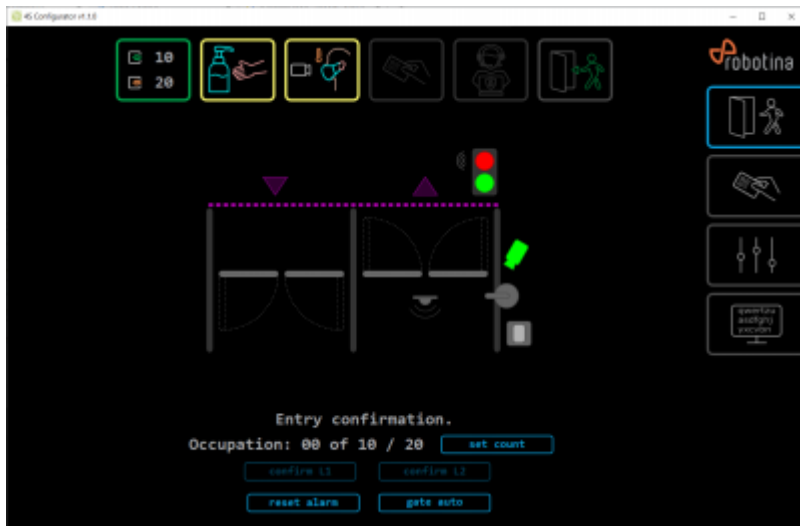 4S Configurator v1.1.0
10
20
robotina
Entry confirmation.
Occupation: 00 of 10 / 20
set count
confirm L1
confirm L2
reset alarm
gate auto